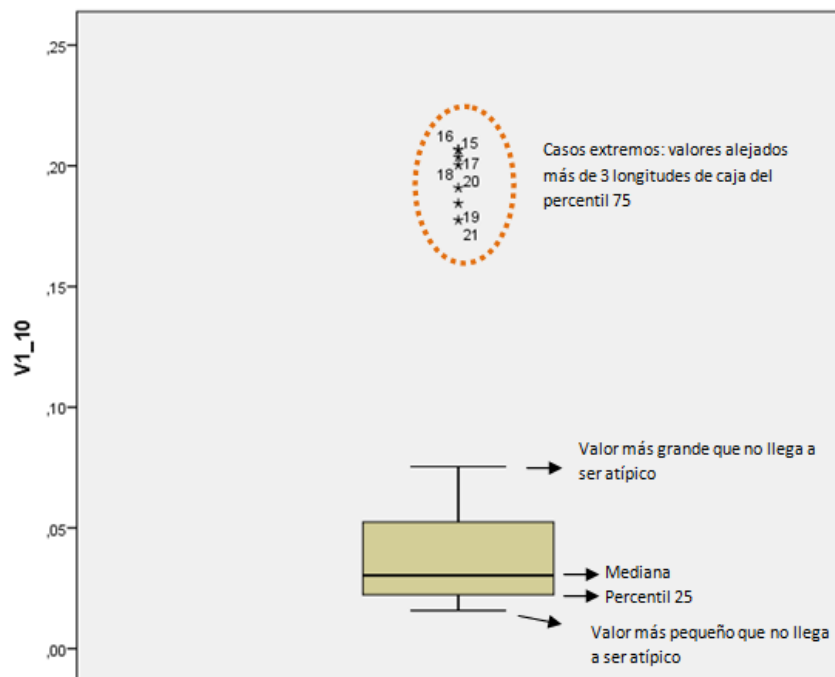 ,25
16
15
17
18
20
19
21
Casos extremos: valores alejados
más de 3 longitudes de caja del
percentil 75
,20
,15
V1_10
,10
Valor más grande que no llega a
ser atípico
,05
Mediana
Percentil 25
Valor más pequeño que no llega
a ser atípico
,00